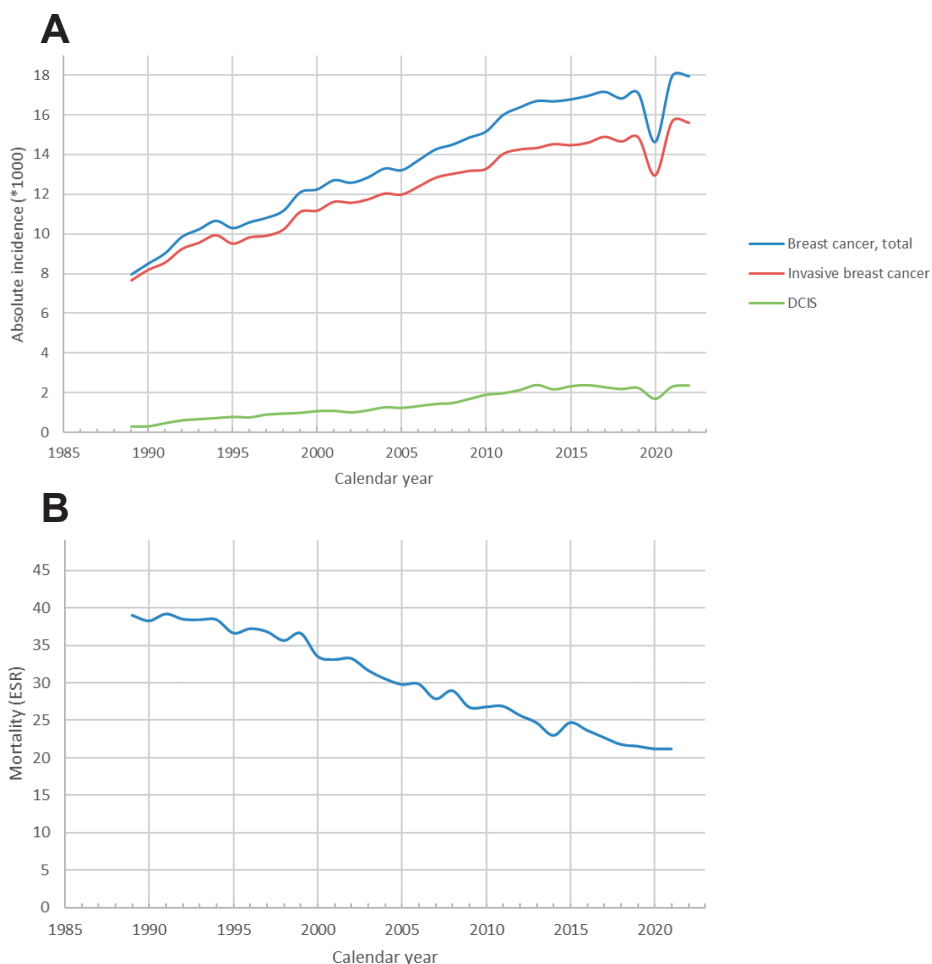 A
18
16
14
12
10
8
6
4
2
0
Absolute incidence (*1000)
1985 1990 1995 2000 2005 2010 2015 2020
Calendar year
Breast cancer, total
Invasive breast cancer
DCIS
B
45
40
35
30
25
20
15
10
5
0
Mortality (ESR)
1985 1990 1995 2000 2005 2010 2015 2020
Calendar year